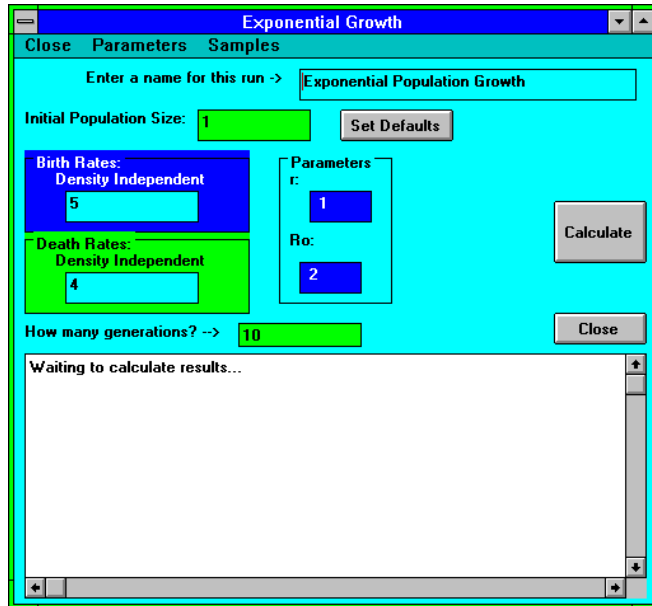 Exponential Growth
Close Parameters Samples
Enter a name for this run -> Exponential Population Growth
Initial Population Size: 1 Set Defaults
Birth Rates:
Density Independent
5
Parameters
r:
1
Ro:
2
Calculate
Death Rates:
Density Independent
4
How many generations? --> 10 Close
Waiting to calculate results...